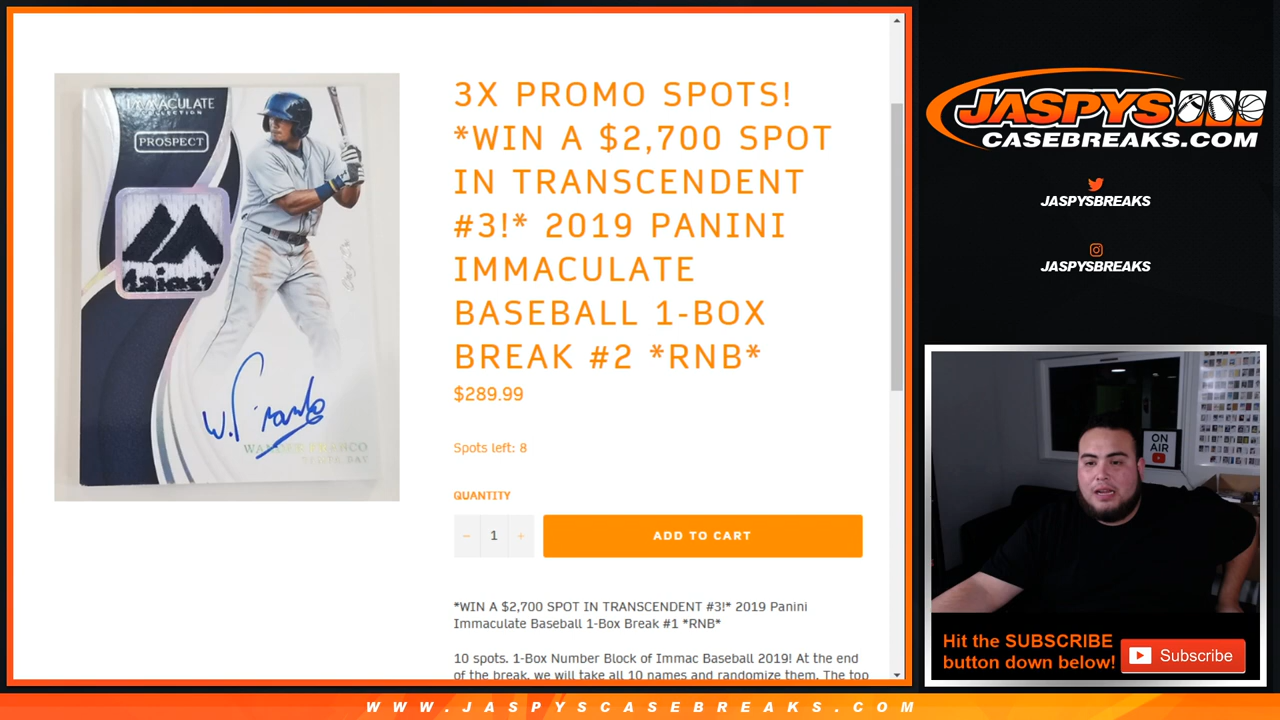 IMMACULATE
COLLECTION
PROSPECT
3X PROMO SPOTS!
*WIN A $2,700 SPOT
IN TRANSCENDENT
#3!* 2019 PANINI
IMMACULATE
BASEBALL 1-BOX
BREAK #2 *RNB*
$289.99
Spots left: 8
QUANTITY
− 1 +
ADD TO CART
*WIN A $2,700 SPOT IN TRANSCENDENT #3!* 2019 Panini
Immaculate Baseball 1-Box Break #1 *RNB*
10 spots. 1-Box Number Block of Immac Baseball 2019! At the end
of the break, we will take all 10 names and randomize them. The top
JASPYS
CASEBREAKS.COM
JASPYSBREAKS
JASPYSBREAKS
ON
AIR
Hit the SUBSCRIBE
button down below!
Subscribe
WWW.JASPYSCASEBREAKS.COM